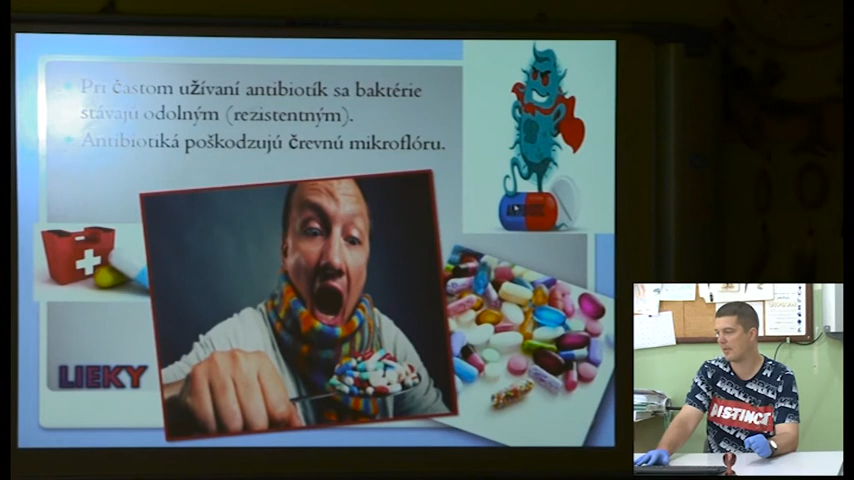 Pri častom užívaní antibiotík sa baktérie
stávajú odolným (rezistentným).
Antibiotiká poškodzujú črevnú mikroflóru.
LIEKY
DISTINCT